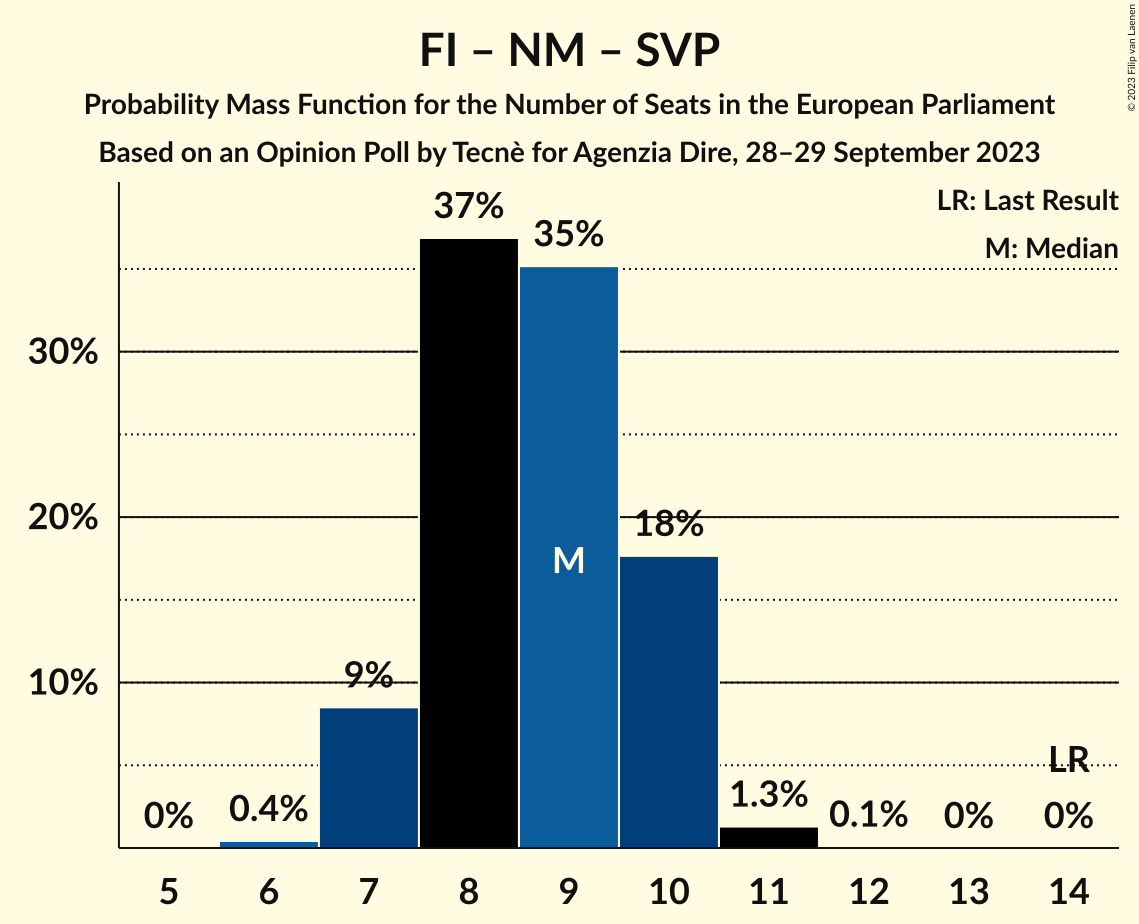 FI – NM – SVP
Probability Mass Function for the Number of Seats in the European Parliament
Based on an Opinion Poll by Tecnè for Agenzia Dire, 28–29 September 2023
© 2023 Filip van Laenen
LR: Last Result
M: Median
37%
35%
30%
20%
18%
M
10%
9%
LR
0%
0.4%
1.3%
0.1%
0%
0%
5 6 7 8 9 10 11 12 13 14